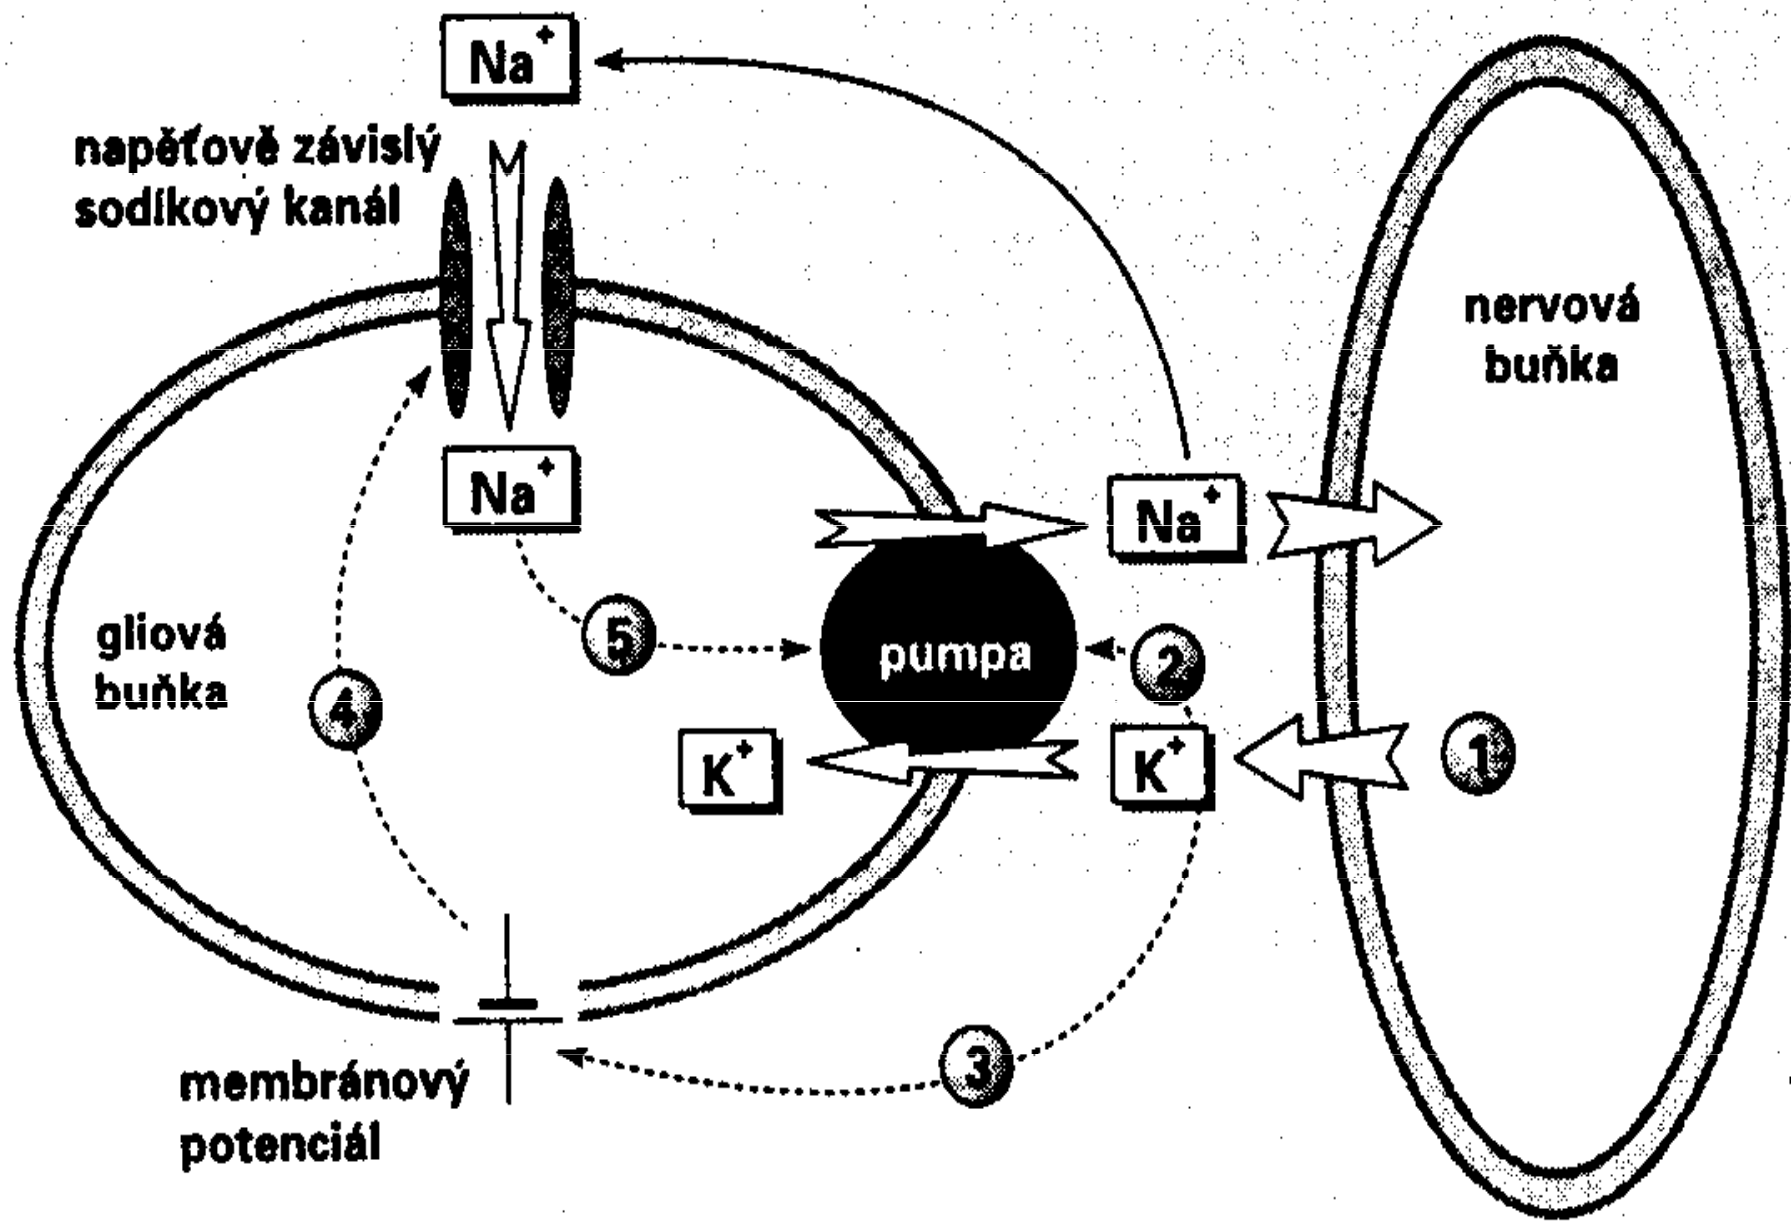 Na+
napěťově závislý
sodíkový kanál
nervová
buňka
Na+
Na+
gliová
buňka
5
pumpa
2
4
K+
K+
1
3
membránový
potenciál